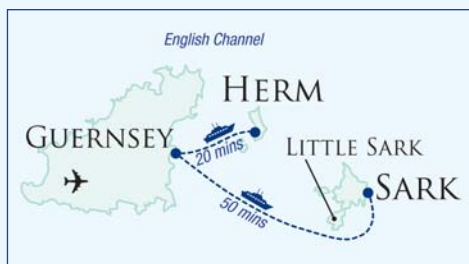 English Channel
HERM
GUERNSEY
20 mins
LITTLE SARK
SARK
50 mins